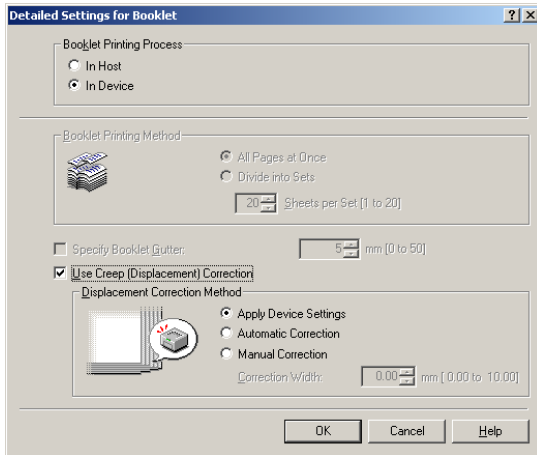 Detailed Settings for Booklet
Booklet Printing Process
In Host
In Device
Booklet Printing Method
All Pages at Once
Divide into Sets
20 Sheets per Set [1 to 20]
Specify Booklet Gutter: 5 mm [0 to 50]
Use Creep (Displacement) Correction
Displacement Correction Method
Apply Device Settings
Automatic Correction
Manual Correction
Correction Width: 0.00 mm [ 0.00 to 10.00]
OK Cancel Help